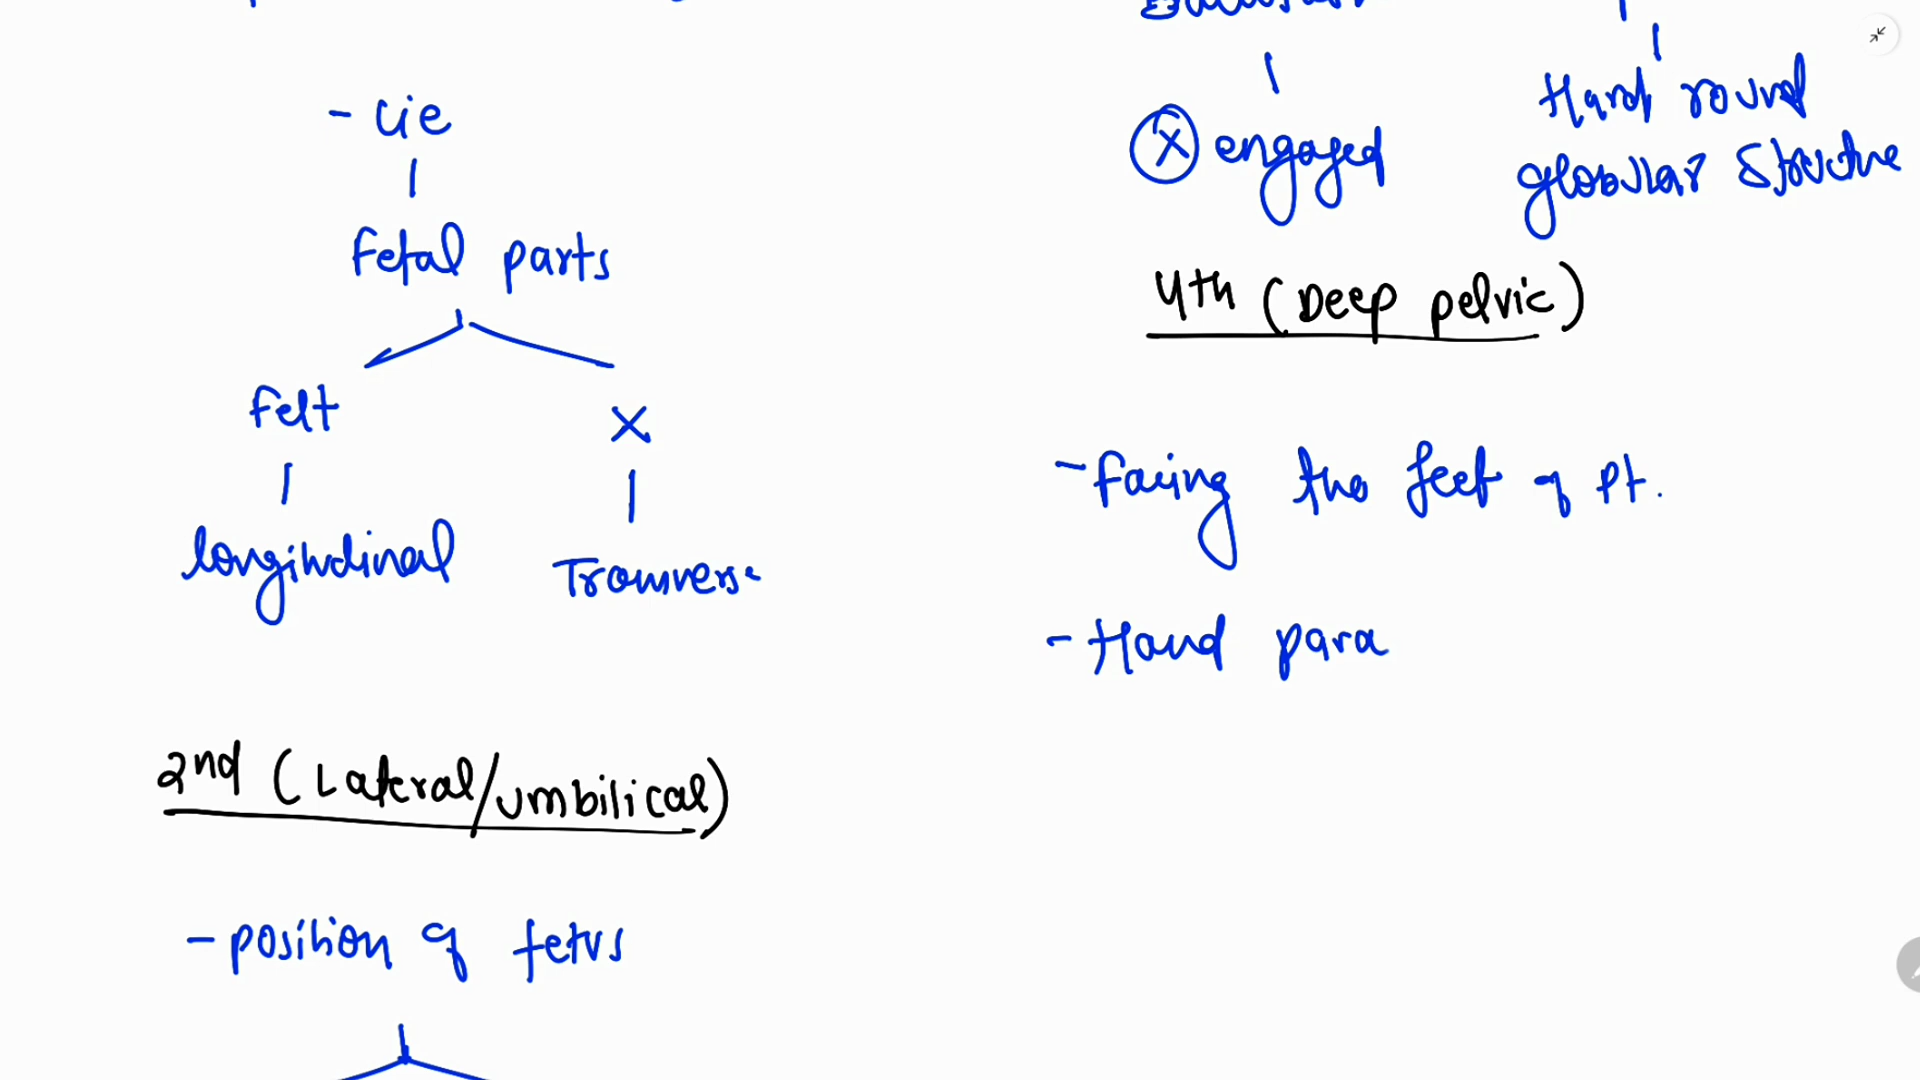 - Lie
Fetal parts
Felt X
longitudinal Transverse
2nd (Lateral/umbilical)
- position of fetus
X engaged
Hard round
globular structure
4th (Deep pelvic)
- facing the feet of pt.
- Hand para